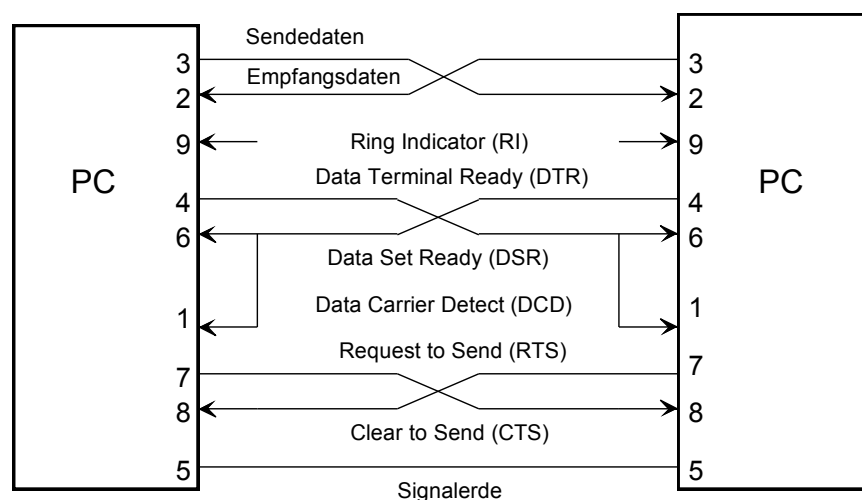 Sendedaten
3 3
Empfangsdaten
2 2
9 Ring Indicator (RI) 9
PC PC
Data Terminal Ready (DTR)
4 4
6 6
Data Set Ready (DSR)
1 Data Carrier Detect (DCD) 1
Request to Send (RTS)
7 7
8 8
Clear to Send (CTS)
5 5
Signalerde